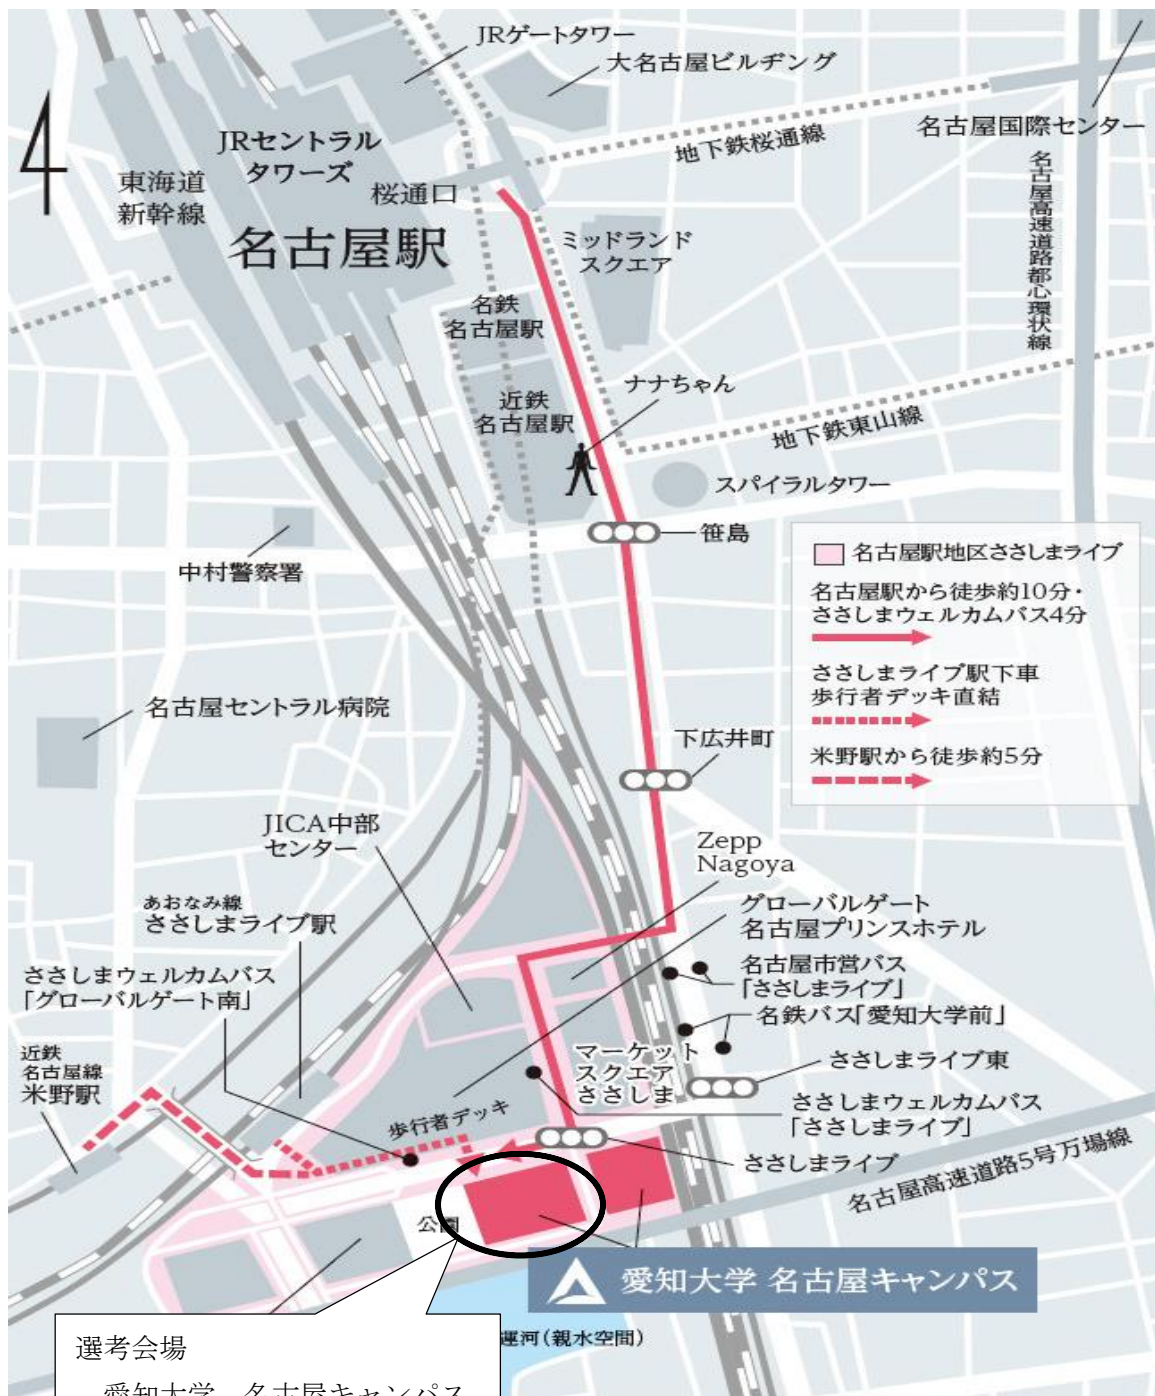 JRゲートタワー
大名古屋ビルヂング
JRセントラル
タワーズ
東海道
新幹線
桜通口
名古屋駅
地下鉄桜通線
名古屋国際センター
名古屋高速道路都心環状線
ミッドランド
スクエア
名鉄
名古屋駅
近鉄
名古屋駅
ナナちゃん
地下鉄東山線
スパイラルタワー
笹島
中村警察署
名古屋駅地区ささしまライブ
名古屋駅から徒歩約10分・
ささしまウェルカムバス4分
ささしまライブ駅下車
歩行者デッキ直結
米野駅から徒歩約5分
名古屋セントラル病院
下広井町
JICA中部
センター
Zepp
Nagoya
あおなみ線
ささしまライブ駅
グローバルゲート
名古屋プリンスホテル
ささしまウェルカムバス
「グローバルゲート南」
名古屋市営バス
「ささしまライブ」
名鉄バス「愛知大学前」
近鉄
名古屋線
米野駅
マーケット
スクエア
ささしま
ささしまライブ東
歩行者デッキ
ささしまウェルカムバス
「ささしまライブ」
ささしまライブ
名古屋高速道路5号万場線
公園
愛知大学 名古屋キャンパス
運河(親水空間)
選考会場
愛知大学 名古屋キャンパス